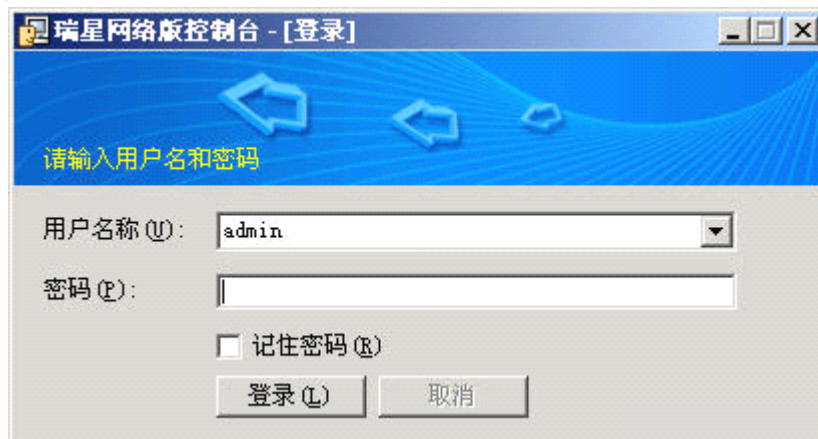 瑞星网络版控制台 - [登录]
请输入用户名和密码
用户名称(U): admin
密码(P):
记住密码(R)
登录(L) 取消